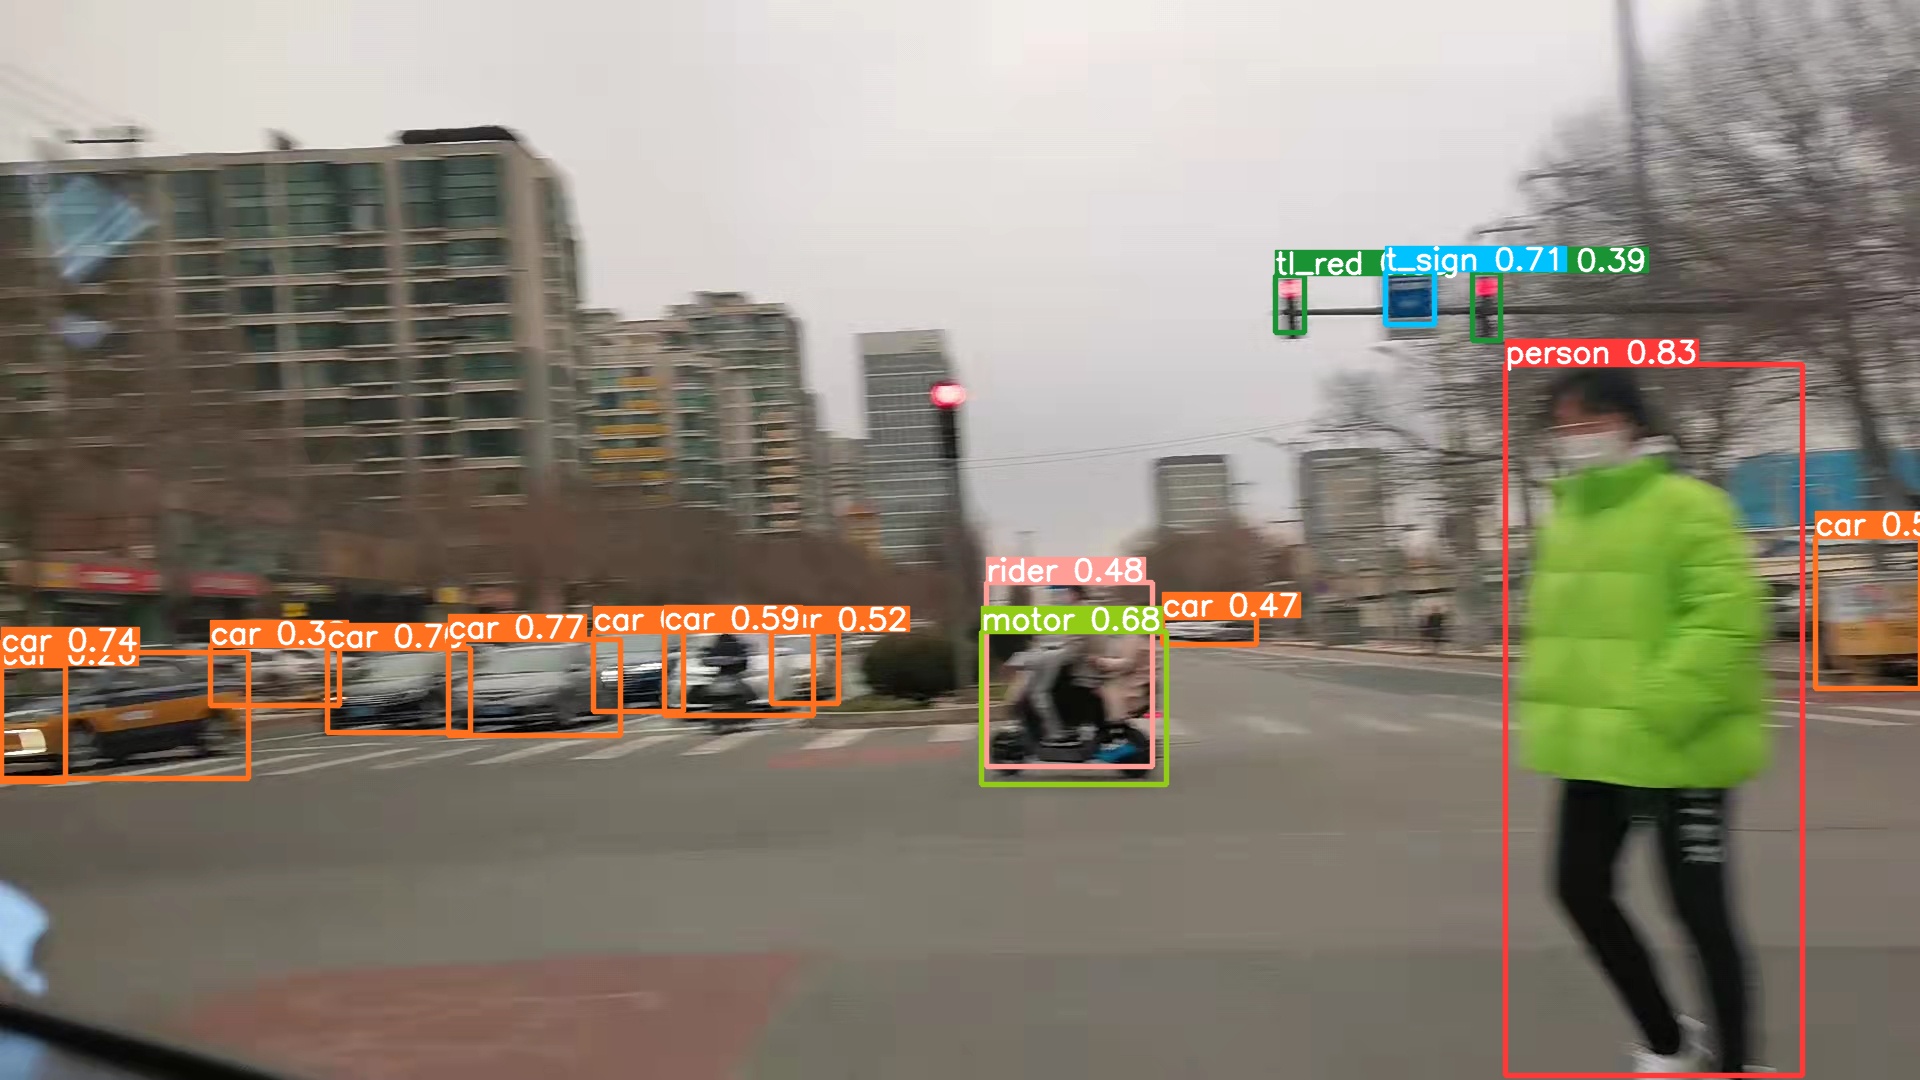 tl_red
t_sign 0.71
0.39
person 0.83
car 0.5
rider 0.48
motor 0.68
car 0.47
car 0.74
car 0.3
car 0.7
car 0.77
car
car 0.59
0.52